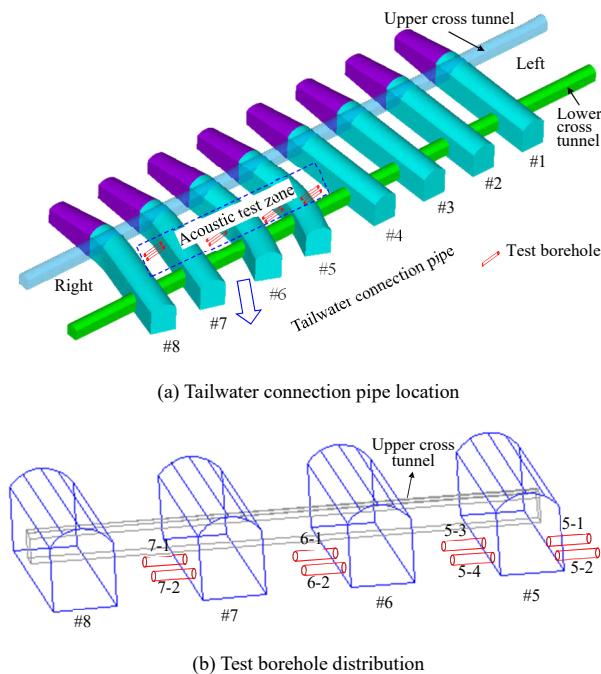 Upper cross tunnel
Left
Lower
cross
tunnel
#1
#2
#3
#4
#5
#6
#7
#8
Acoustic test zone
Right
Test borehole
Tailwater connection pipe
(a) Tailwater connection pipe location
Upper cross
tunnel
7-1
7-2
6-1
6-2
5-3
5-4
5-1
5-2
#8
#7
#6
#5
(b) Test borehole distribution